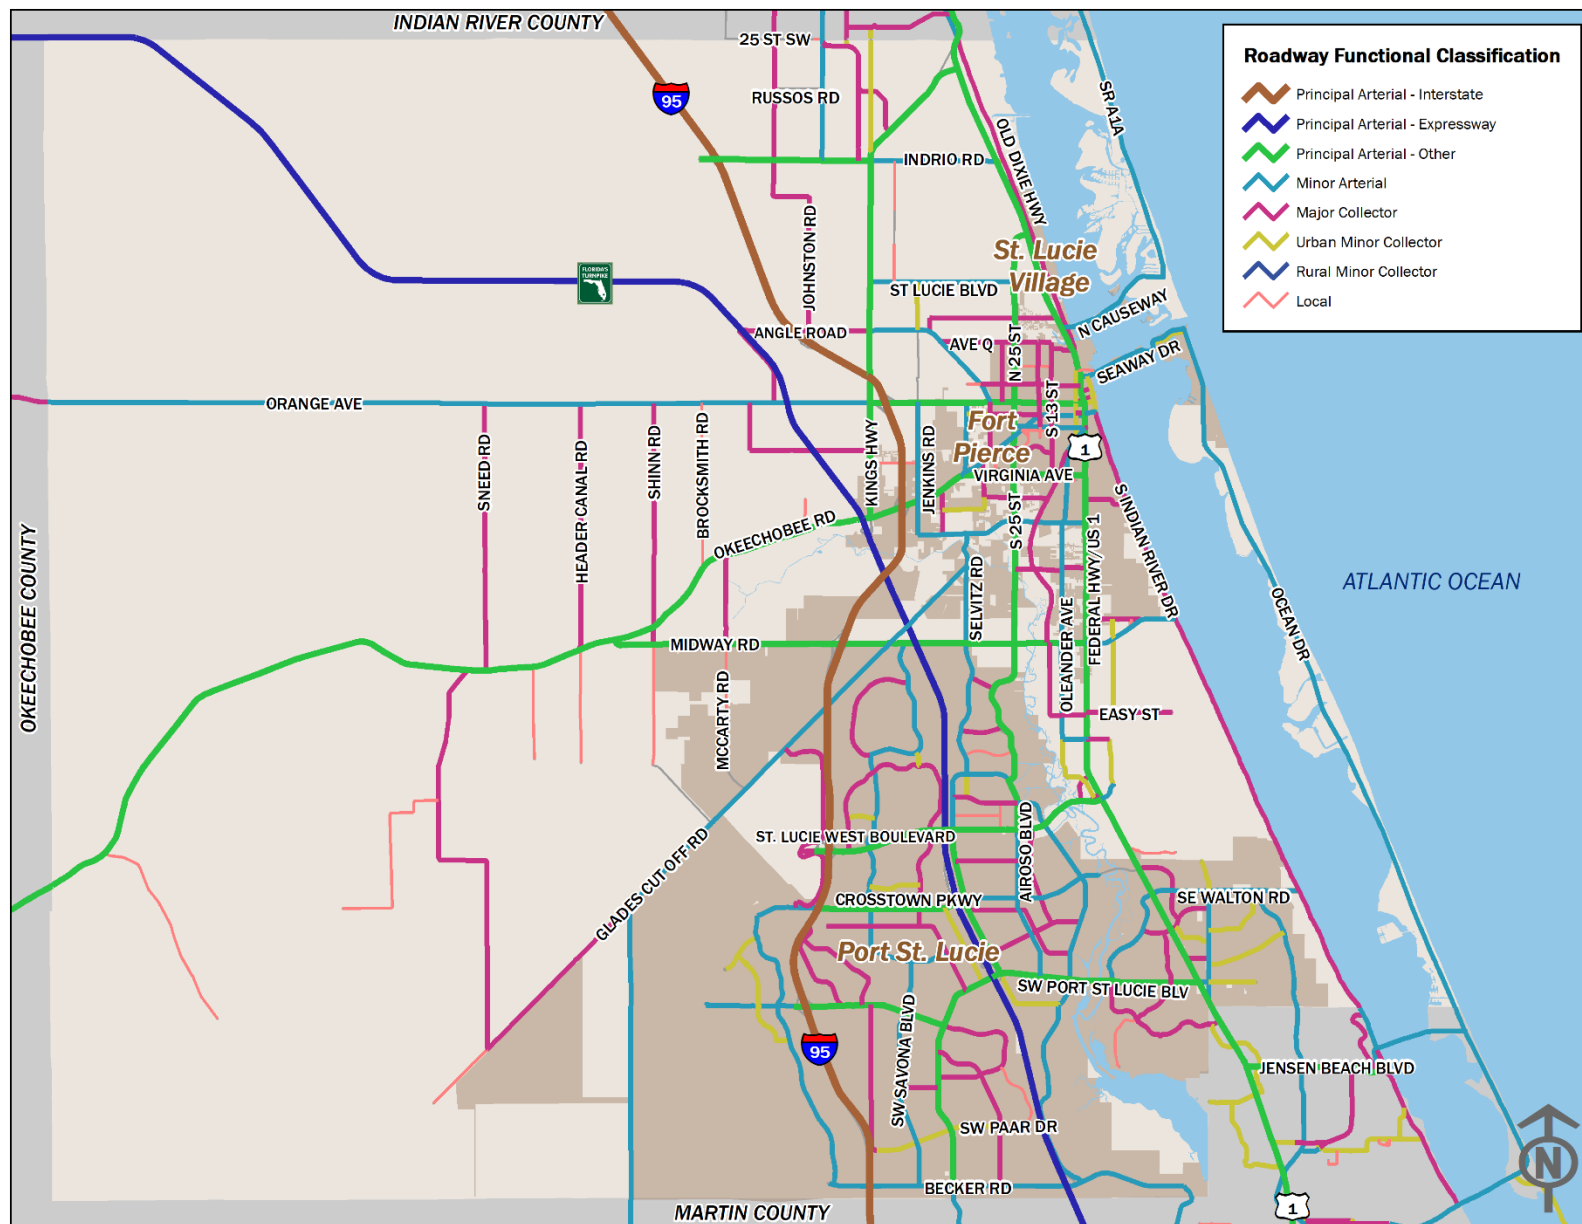 INDIAN RIVER COUNTY
25 ST SW
95
RUSSOS RD
SR A1A
OLD DIXIE HWY
INDRIO RD
Roadway Functional Classification
Principal Arterial - Interstate
Principal Arterial - Expressway
Principal Arterial - Other
Minor Arterial
Major Collector
Urban Minor Collector
Rural Minor Collector
Local
JOHNSTON RD
St. Lucie
Village
FLORIDA'S
TURNPIKE
ST LUCIE BLVD
N CAUSEWAY
ANGLE ROAD
AVE Q
N 25 ST
SEAWAY DR
ORANGE AVE
S 13 ST
Fort
Pierce
1
SNEED RD
HEADER CANAL RD
SHINN RD
BROCKSMITH RD
KINGS HWY
JENKINS RD
VIRGINIA AVE
S INDIAN RIVER DR
OKEECHOBEE RD
S 25 ST
OKEECHOBEE COUNTY
SELVITZ RD
OLEANDER AVE
FEDERAL HWY/US 1
OCEAN DR
ATLANTIC OCEAN
MIDWAY RD
MCCARTY RD
EASY ST
GLADES CUT OFF RD
ST. LUCIE WEST BOULEVARD
AIROSO BLVD
CROSSTOWN PKWY
SE WALTON RD
Port St. Lucie
SW PORT ST LUCIE BLV
SW SAVONA BLVD
95
JENSEN BEACH BLVD
SW PAAR DR
BECKER RD
N
MARTIN COUNTY
1